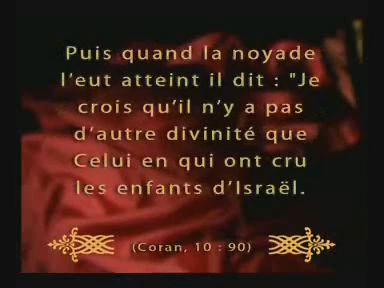 Puis quand la noyade
l'eut atteint il dit : "Je
crois qu'il n'y a pas
d'autre divinité que
Celui en qui ont cru
les enfants d'Israël.
(Coran, 10 : 90)